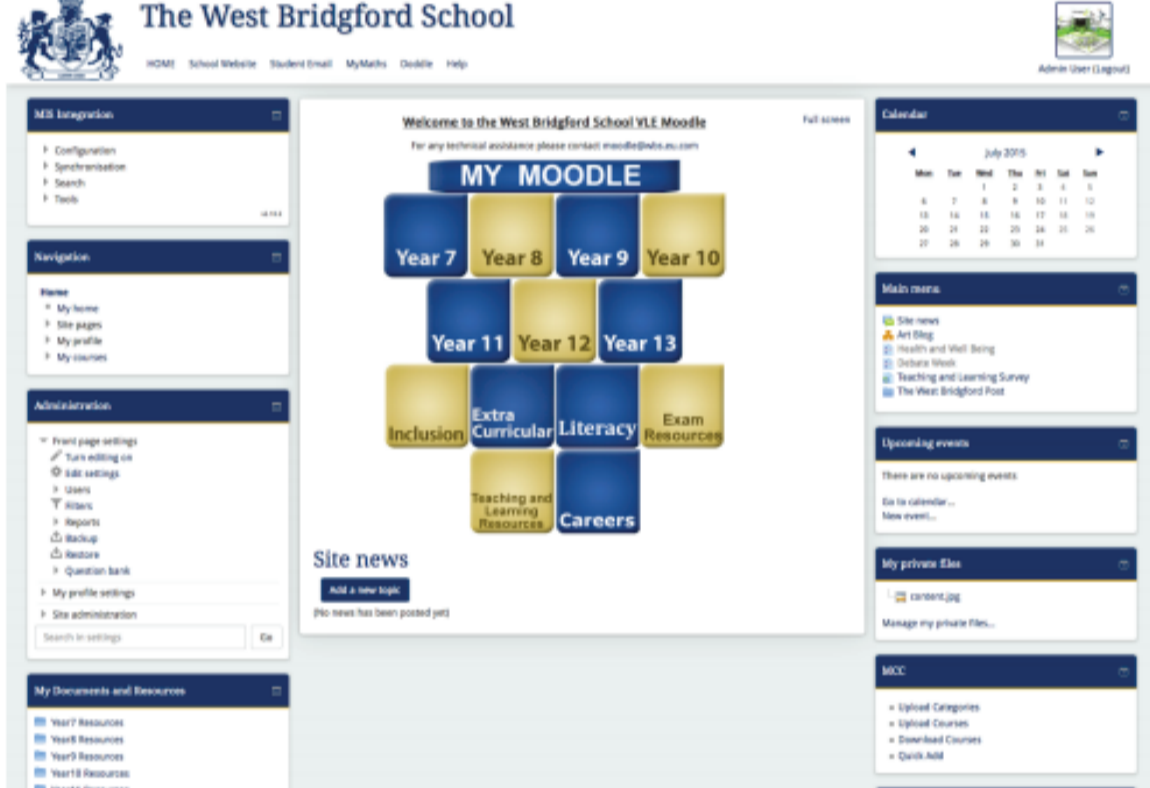 The West Bridgford School
HOME School Website Student Email MyMaths Doddle Help
Admin User (Logout)
MIS Integration
Configuration
Synchronisation
Search
Tools
Navigation
Home
My home
Site pages
My profile
My courses
Administration
Front page settings
Turn editing on
Edit settings
Users
Filters
Reports
Backup
Restore
Question bank
My profile settings
Site administration
Search in settings Go
My Documents and Resources
Year7 Resources
Year8 Resources
Year9 Resources
Year10 Resources
Welcome to the West Bridgford School VLE Moodle
Full screen
For any technical assistance please contact moodle@wbs.eu.com
MY MOODLE
Year 7 Year 8 Year 9 Year 10
Year 11 Year 12 Year 13
Inclusion
Extra
Curricular
Literacy
Exam
Resources
Teaching and
Learning
Resources
Careers
Site news
Add a new topic
(No news has been posted yet)
Calendar
July 2015
Mon Tue Wed Thu Fri Sat Sun
1 2 3 4 5
6 7 8 9 10 11 12
13 14 15 16 17 18 19
20 21 22 23 24 25 26
27 28 29 30 31
Main menu
Site news
Art Blog
Health and Well Being
Debate Week
Teaching and Learning Survey
The West Bridgford Post
Upcoming events
There are no upcoming events
Go to calendar...
New event...
My private files
content.jpg
Manage my private files...
MCC
Upload Categories
Upload Courses
Download Courses
Quick Add